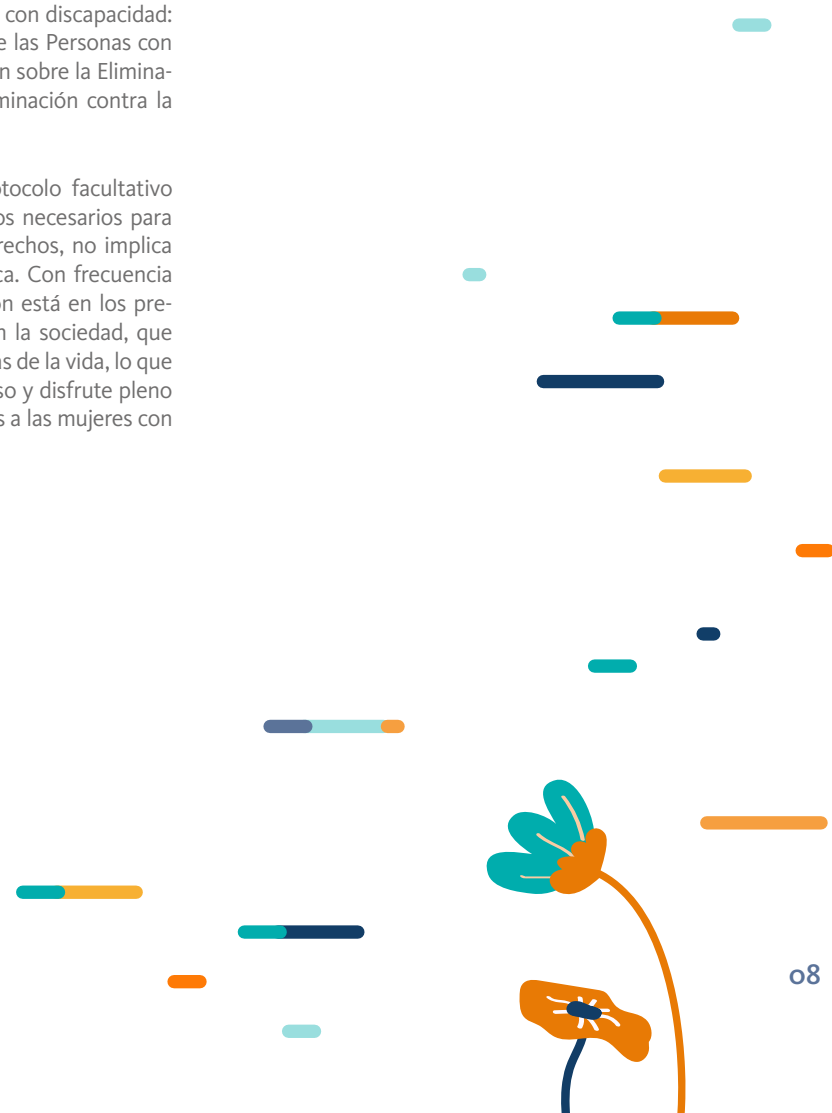 con discapacidad:
e las Personas con
n sobre la Elimina-
minación contra la
otocolo facultativo
os necesarios para
rechos, no implica
ca. Con frecuencia
ón está en los pre-
n la sociedad, que
as de la vida, lo que
so y disfrute pleno
s a las mujeres con
08